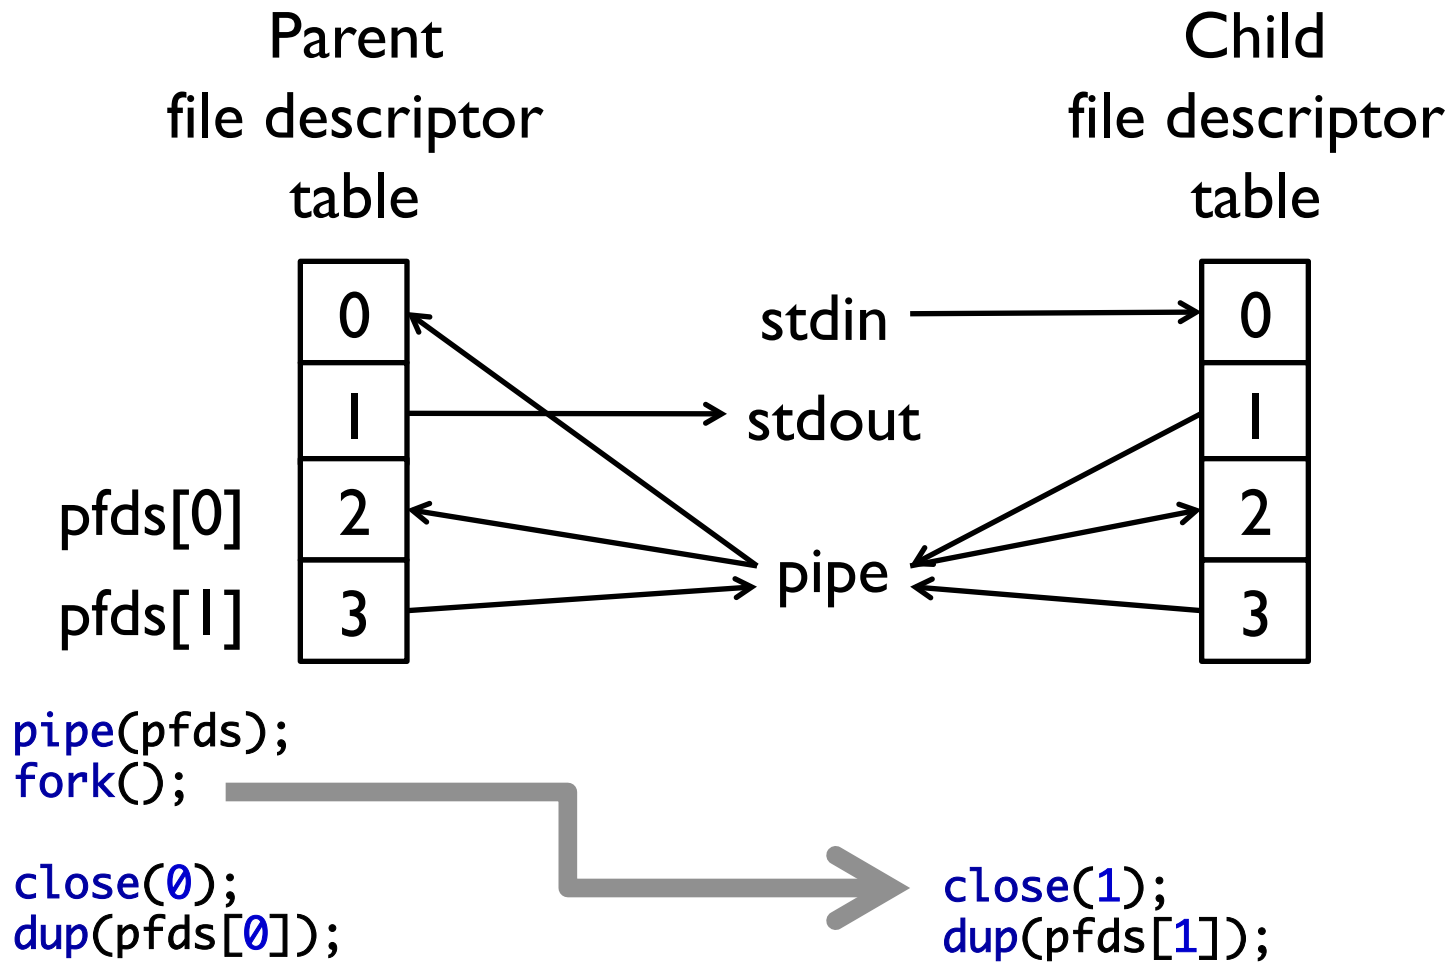 Parent
file descriptor
table
Child
file descriptor
table
0
stdin
0
1
stdout
1
pfds[0]
2
2
pipe
pfds[1]
3
3
pipe(pfds);
fork();
close(0);
dup(pfds[0]);
close(1);
dup(pfds[1]);